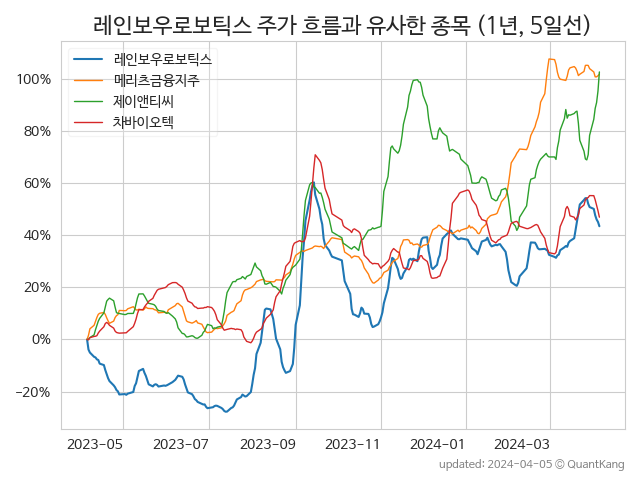 레인보우로보틱스 주가 흐름과 유사한 종목 (1년, 5일선)
레인보우로보틱스
메리츠금융지주
제이앤티씨
차바이오텍
100%
80%
60%
40%
20%
0%
−20%
2023-05 2023-07 2023-09 2023-11 2024-01 2024-03
updated: 2024-04-05 © QuantKang